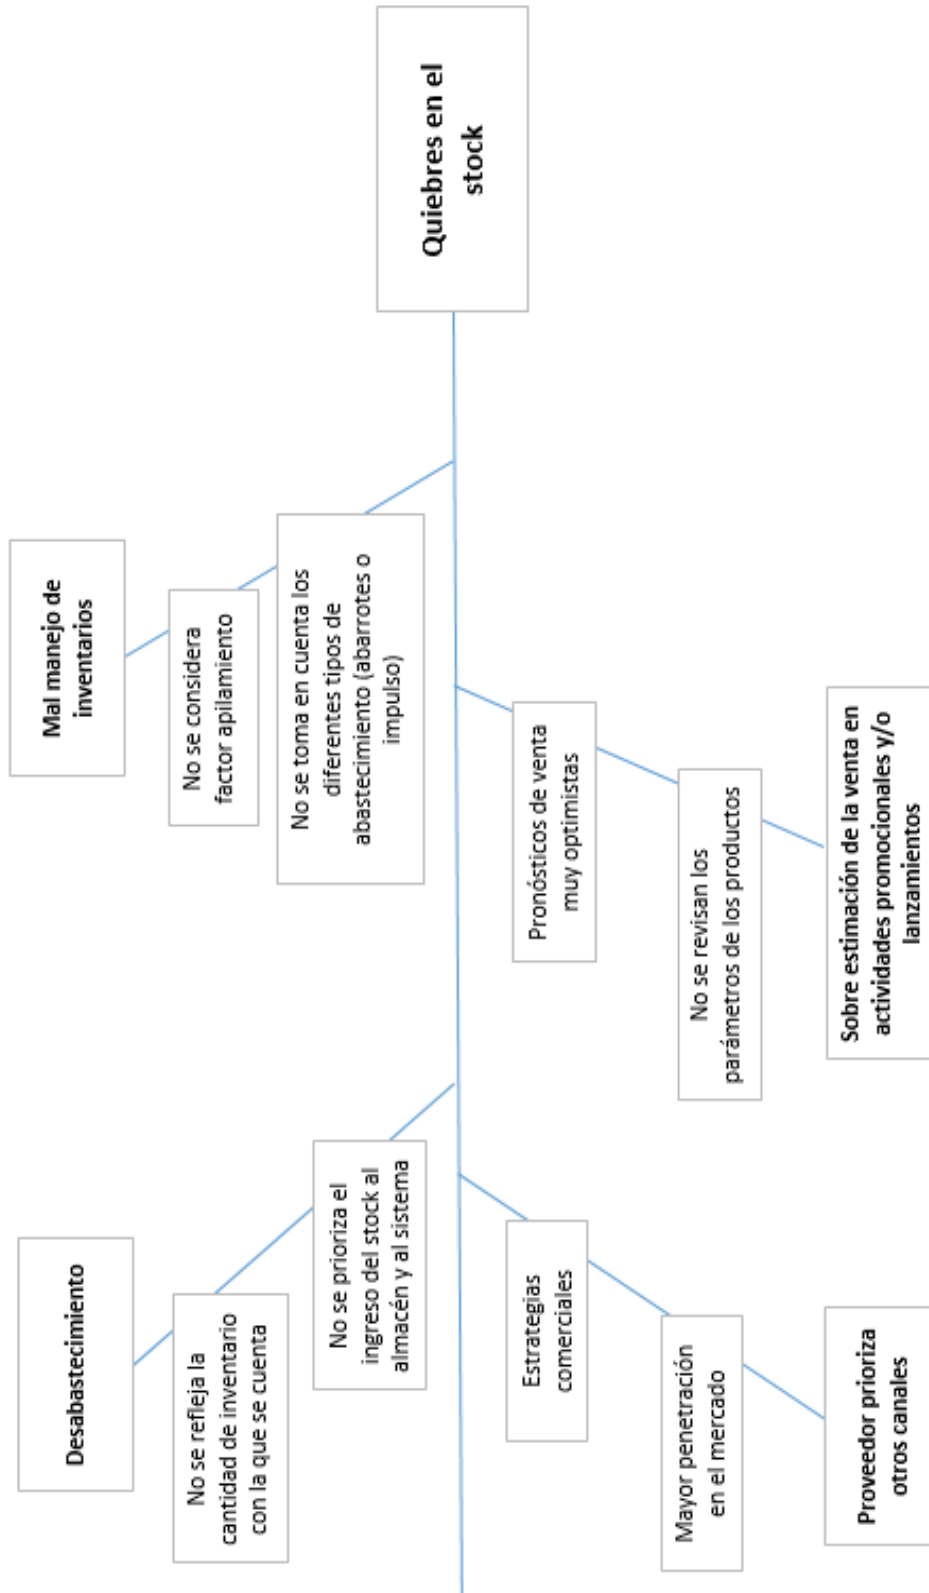 Desabastecimiento
No se refleja la
cantidad de inventario
con la que se cuenta
No se prioriza el
ingreso del stock al
almacén y al sistema
Mal manejo de
inventarios
No se considera
factor apilamiento
No se toma en cuenta los
diferentes tipos de
abastecimiento (abarrotes o
impulso)
Quiebres en el
stock
Estrategias
comerciales
Mayor penetración
en el mercado
Proveedor prioriza
otros canales
Pronósticos de venta
muy optimistas
No se revisan los
parámetros de los productos
Sobre estimación de la venta en
actividades promocionales y/o
lanzamientos